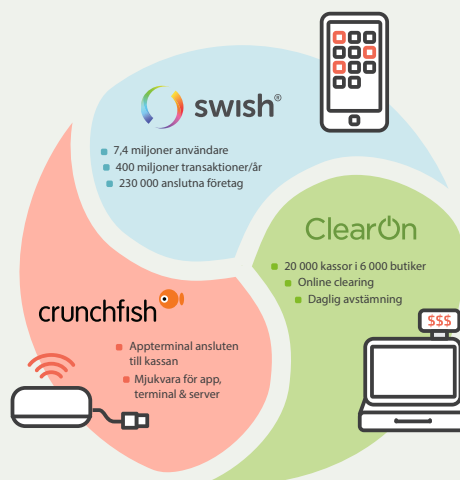 swish®
7,4 miljoner användare
400 miljoner transaktioner/år
230 000 anslutna företag
ClearOn
20 000 kassor i 6 000 butiker
Online clearing
Daglig avstämning
$$$
crunchfish
Appterminal ansluten
till kassan
Mjukvara för app,
terminal & server